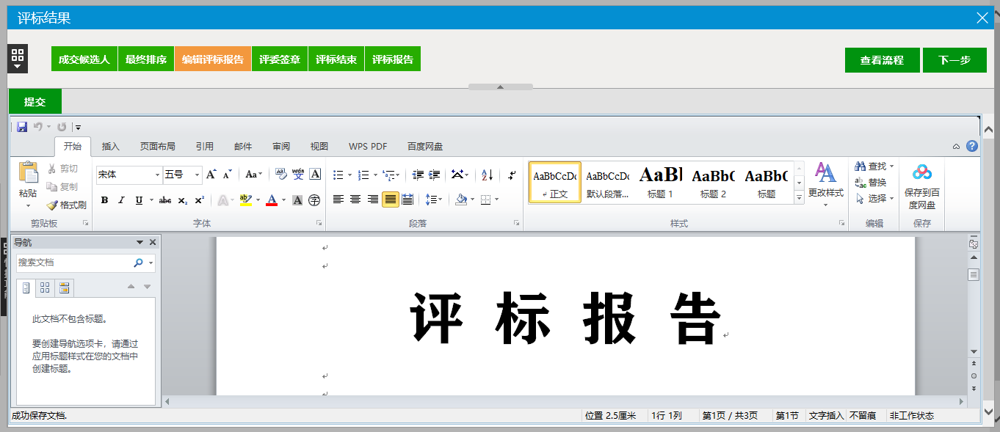 评标结果
成交候选人 最终排序 编辑评标报告 评委签章 评标结束 评标报告 查看流程 下一步
提交
开始 插入 页面布局 引用 邮件 审阅 视图 WPS PDF 百度网盘
粘贴 剪切 复制 格式刷
宋体 五号
AaBbCcDc AaBbCcDc AaBl AaBbC AaBbC
正文 默认段落... 标题 1 标题 2 标题
更改样式
查找 替换 选择
保存到百度网盘
剪贴板 字体 段落 样式 编辑 保存
导航
搜索文档
此文档不包含标题。
要创建导航选项卡，请通过
应用标题样式在您的文档中
创建标题。
评 标 报 告
成功保存文档. 位置 2.5厘米 1行 1列 第1页 / 共3页 第1节 文字插入 不留痕 非工作状态